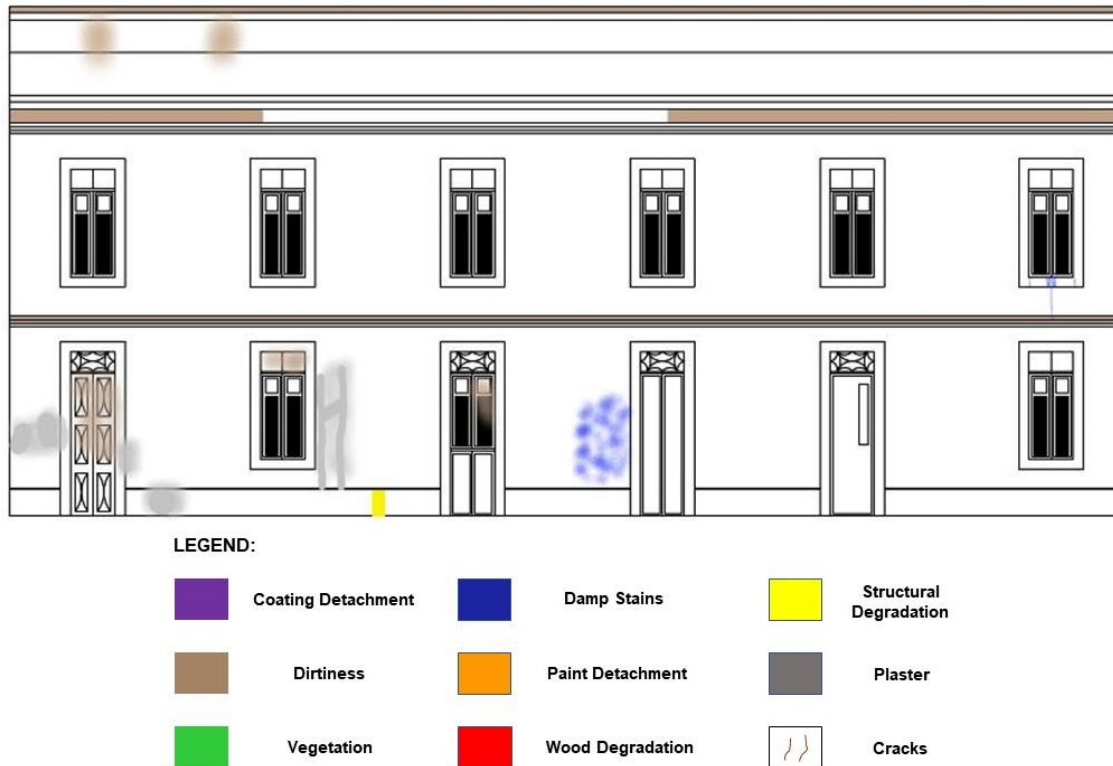 LEGEND:
Coating Detachment
Damp Stains
Structural
Degradation
Dirtiness
Paint Detachment
Plaster
Vegetation
Wood Degradation
Cracks